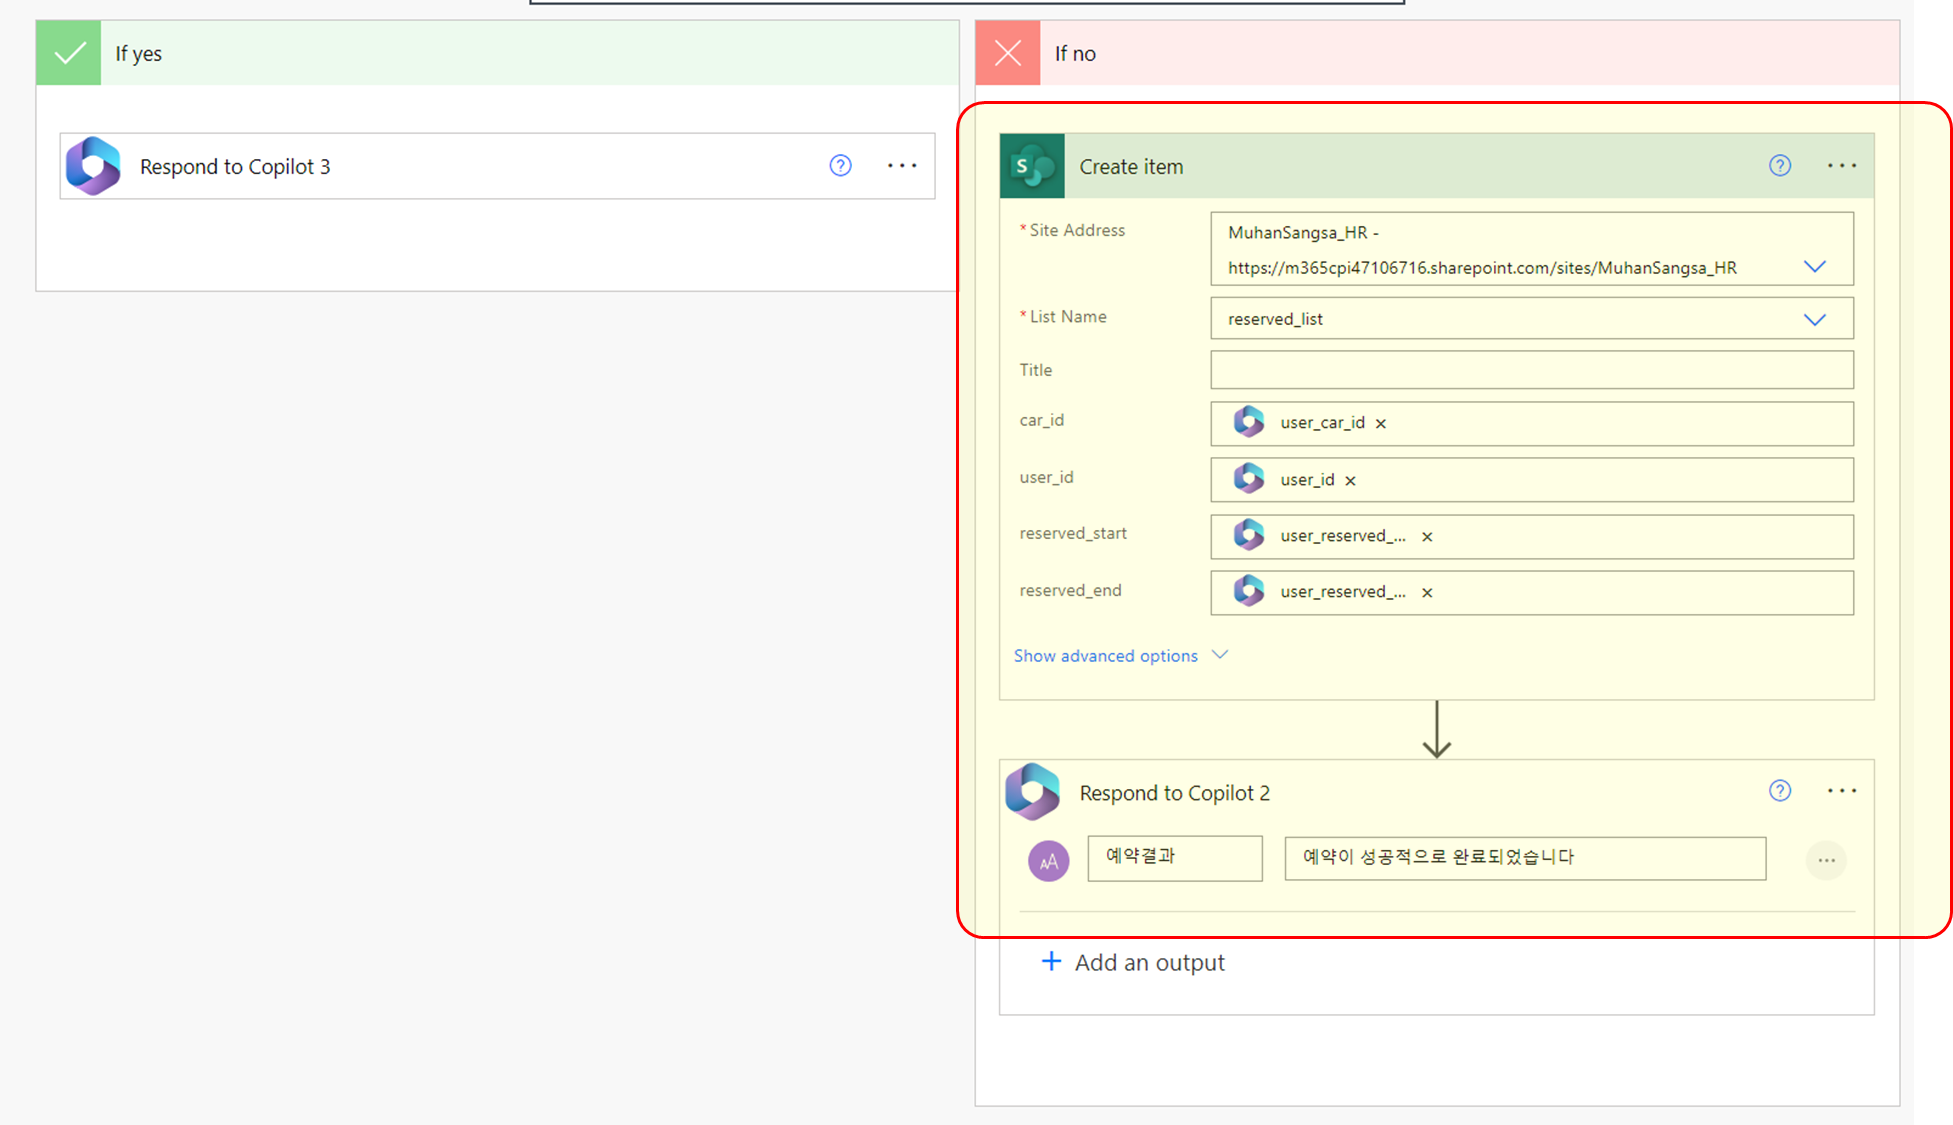 If yes
Respond to Copilot 3
If no
S
Create item
* Site Address
MuhanSangsa_HR -
https://m365cpi47106716.sharepoint.com/sites/MuhanSangsa_HR
* List Name
reserved_list
Title
car_id
user_car_id ×
user_id
user_id ×
reserved_start
user_reserved_... ×
reserved_end
user_reserved_... ×
Show advanced options
Respond to Copilot 2
AA
예약결과
예약이 성공적으로 완료되었습니다
+ Add an output